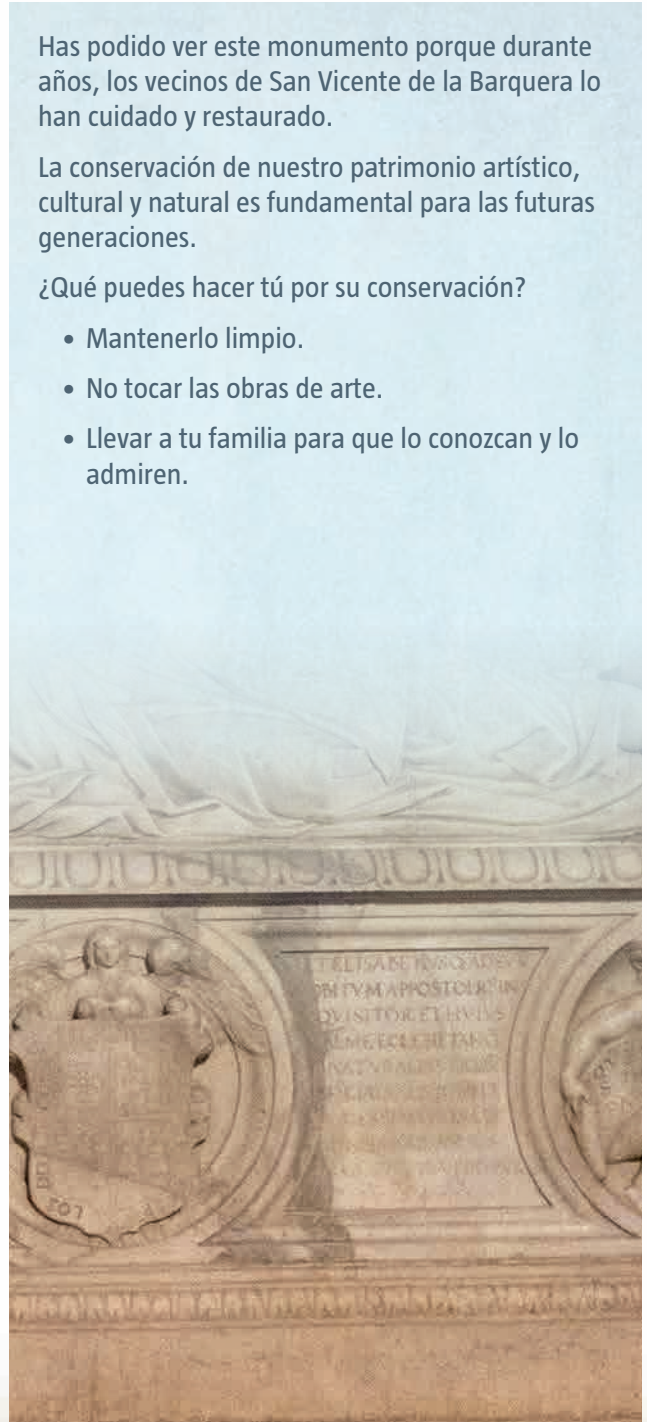 Has podido ver este monumento porque durante
años, los vecinos de San Vicente de la Barquera lo
han cuidado y restaurado.
La conservación de nuestro patrimonio artístico,
cultural y natural es fundamental para las futuras
generaciones.
¿Qué puedes hacer tú por su conservación?
• Mantenerlo limpio.
• No tocar las obras de arte.
• Llevar a tu familia para que lo conozcan y lo
admiren.
QVISITOR ET HVIVS